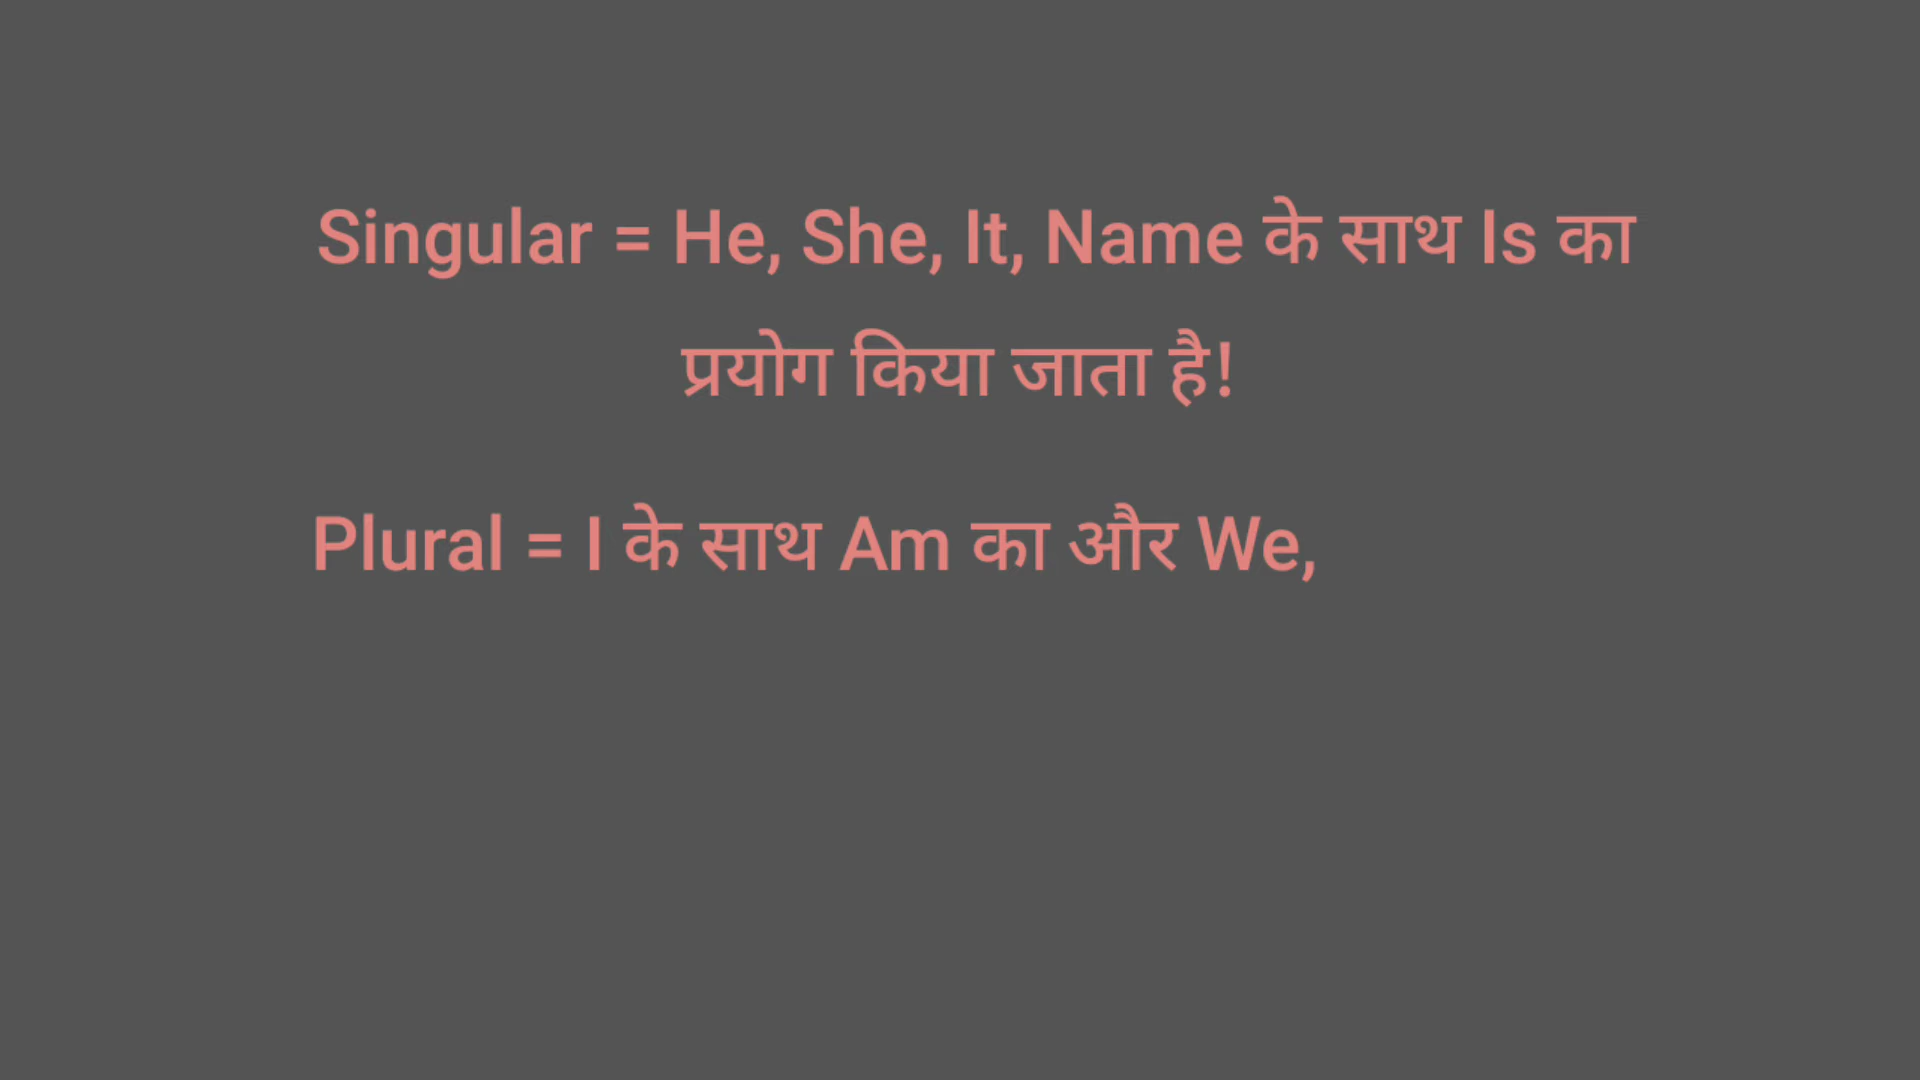 Singular = He, She, It, Name के साथ Is का
प्रयोग किया जाता है!
Plural = I के साथ Am का और We,